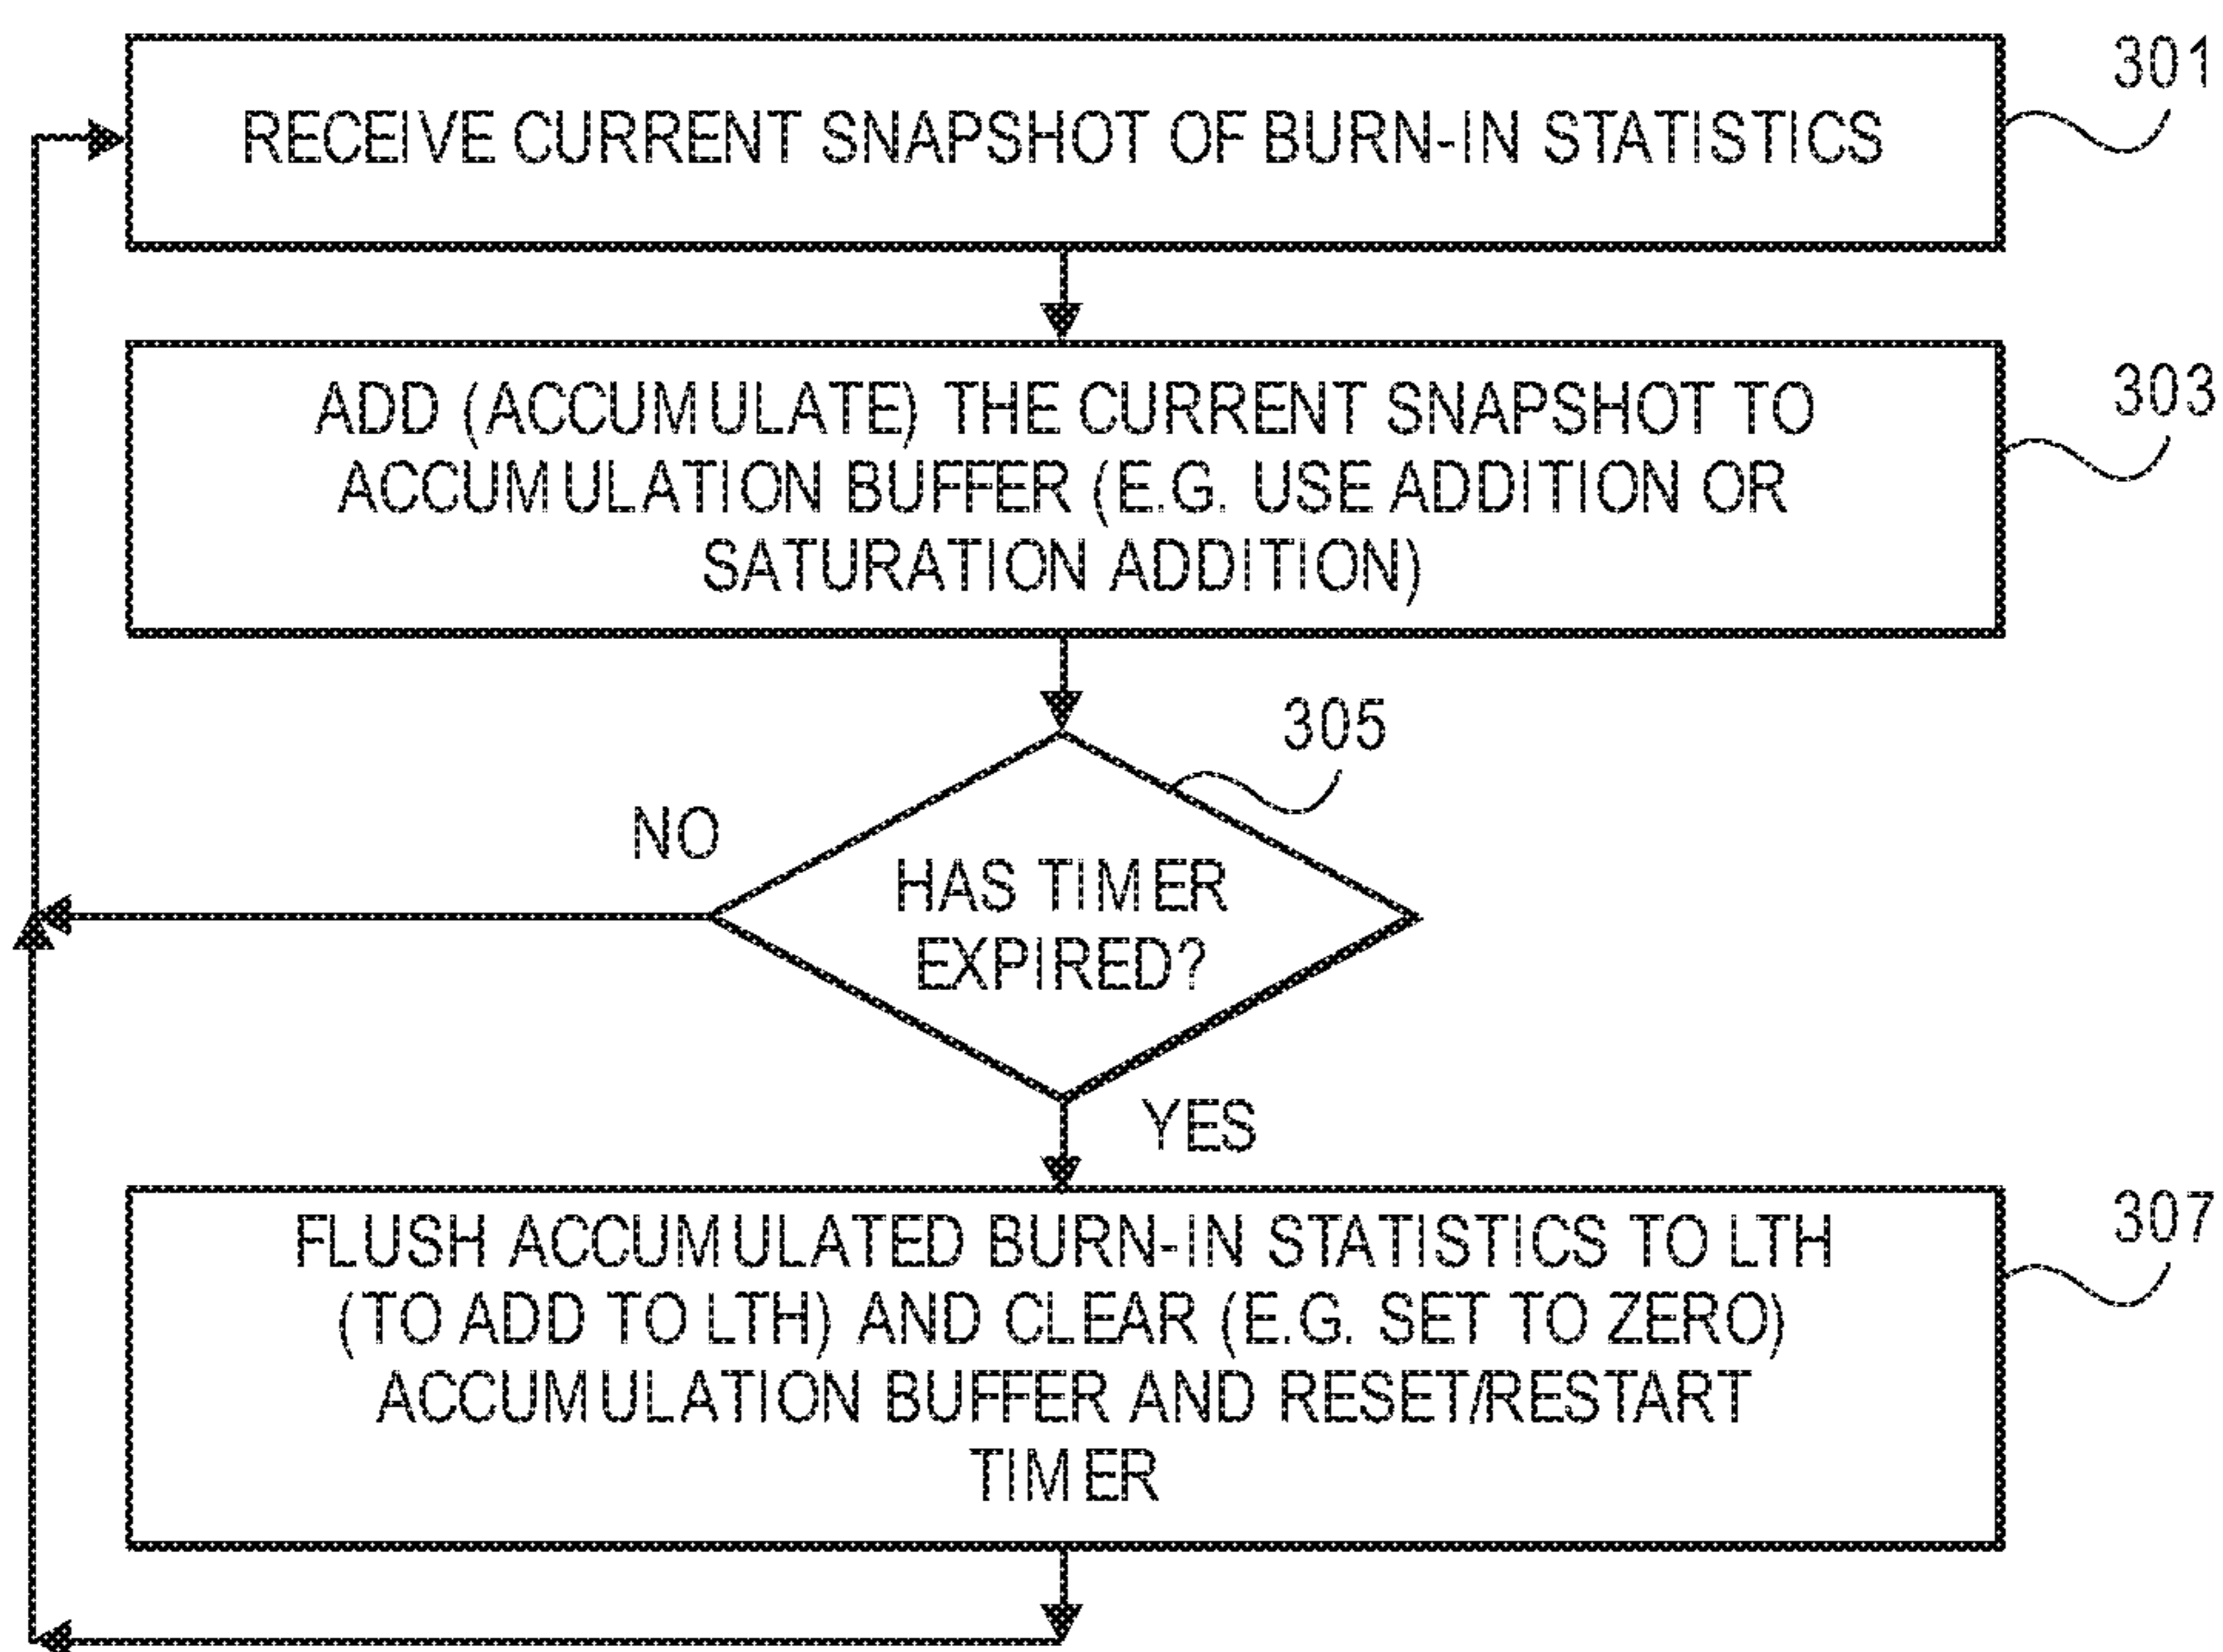 RECEIVE CURRENT SNAPSHOT OF BURN-IN STATISTICS
301
ADD (ACCUMULATE) THE CURRENT SNAPSHOT TO
ACCUMULATION BUFFER (E.G. USE ADDITION OR
SATURATION ADDITION)
303
305
NO
HAS TIMER
EXPIRED?
YES
FLUSH ACCUMULATED BURN-IN STATISTICS TO LTH
(TO ADD TO LTH) AND CLEAR (E.G. SET TO ZERO)
ACCUMULATION BUFFER AND RESET/RESTART
TIMER
307